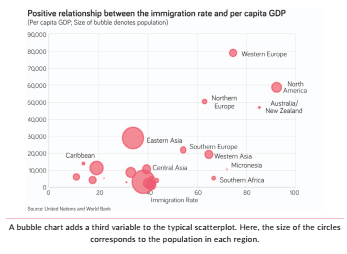 Positive relationship between the immigration rate and per capita GDP
(Per capita GDP; Size of bubble denotes population)
90,000
80,000
70,000
60,000
50,000
40,000
30,000
20,000
10,000
0
Western Europe
North
America
Northern
Europe
Australia/
New Zealand
Eastern Asia
Southern Europe
Western Asia
Caribbean
Central Asia
Micronesia
Southern Africa
20
40
60
80
100
Immigration Rate
Source: United Nations and World Bank
A bubble chart adds a third variable to the typical scatterplot. Here, the size of the circles
corresponds to the population in each region.